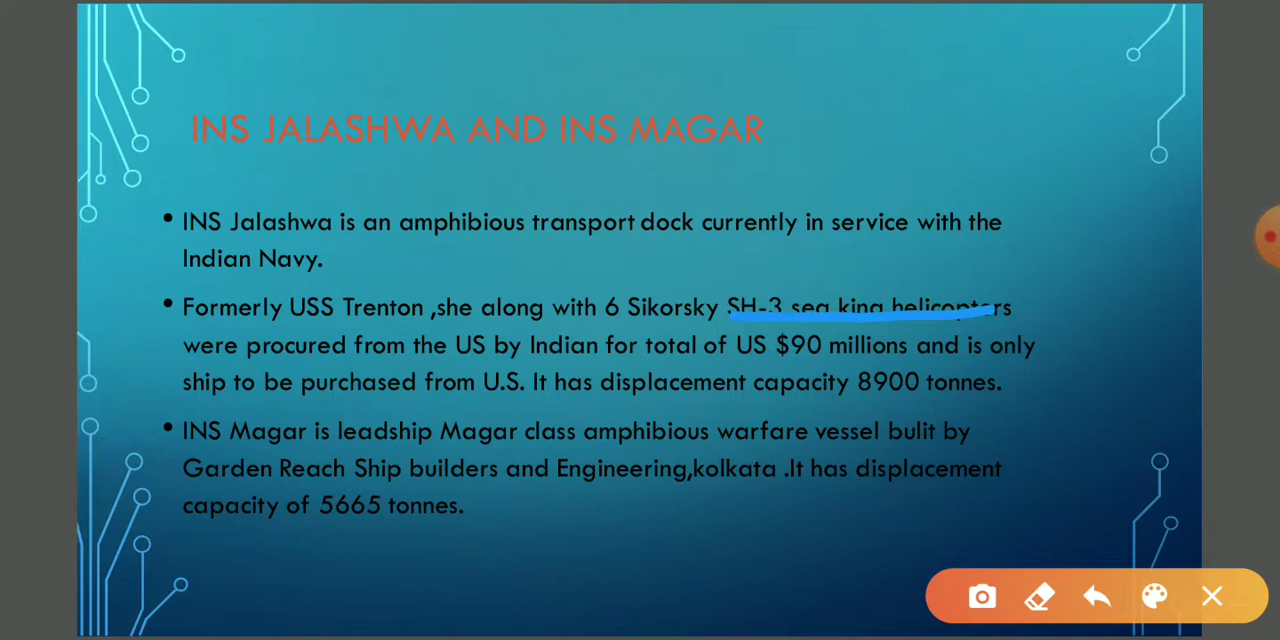 INS JALASHWA AND INS MAGAR
• INS Jalashwa is an amphibious transport dock currently in service with the
Indian Navy.
• Formerly USS Trenton ,she along with 6 Sikorsky SH-3 sea king helicopters
were procured from the US by Indian for total of US $90 millions and is only
ship to be purchased from U.S. It has displacement capacity 8900 tonnes.
• INS Magar is leadship Magar class amphibious warfare vessel bulit by
Garden Reach Ship builders and Engineering,kolkata .It has displacement
capacity of 5665 tonnes.